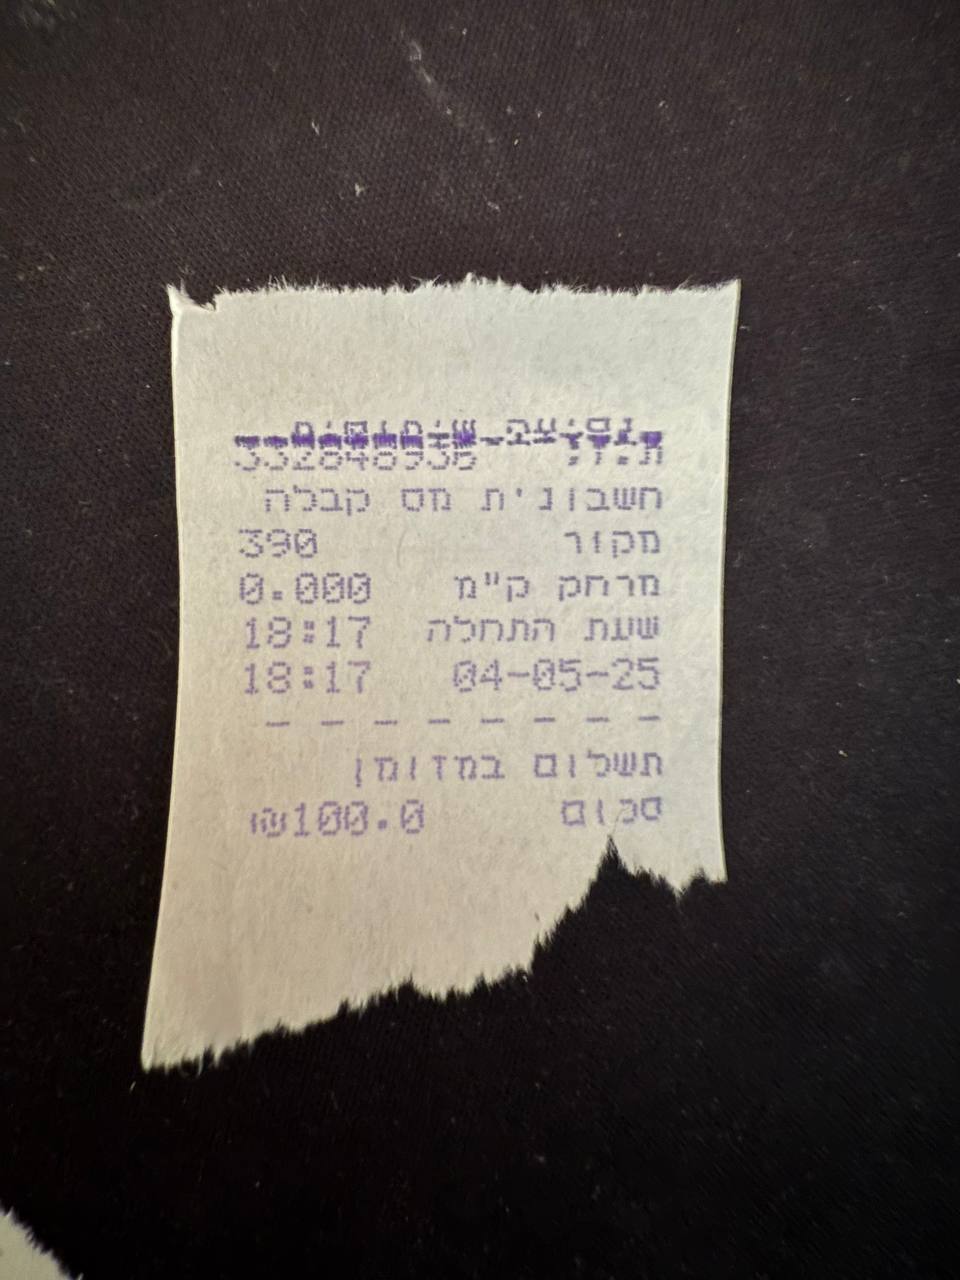 חשבונית מס קבלה
מקור 390
מרחק ק"מ 0.000
שעת התחלה 18:17
04-05-25 18:17
- - - - - - - -
תשלום במזומן
סכום ₪100.0